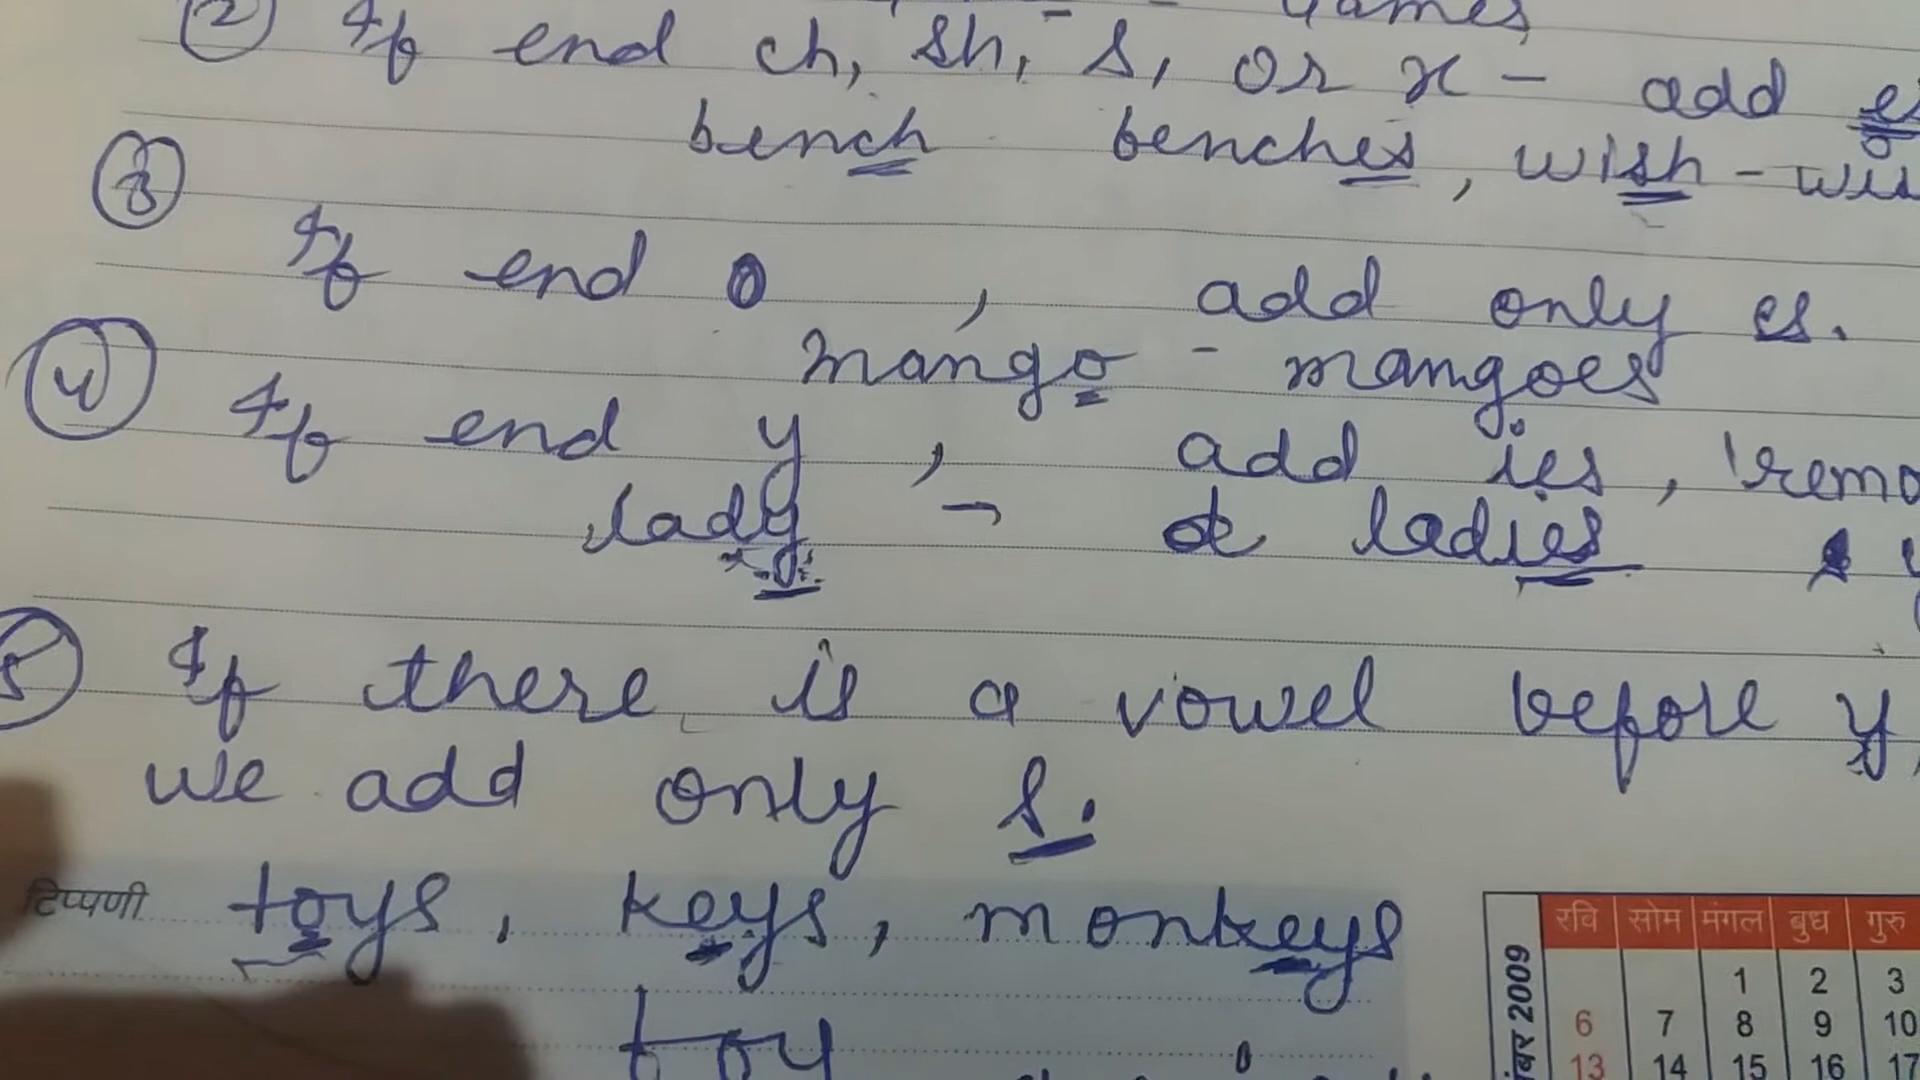 Games
② If end ch, sh, s, or x - add es
bench benches, wish -
③
If end o , add only es.
mango - mangoes
④ If end y , add ies,
lady - ladies
5 If there is a vowel before y,
we add only s.
टिप्पणी toys, keys, monkeys
toy
रवि सोम मंगल बुध गुरु
2009
1 2 3
6 7 8 9 10
13 14 15 16 17